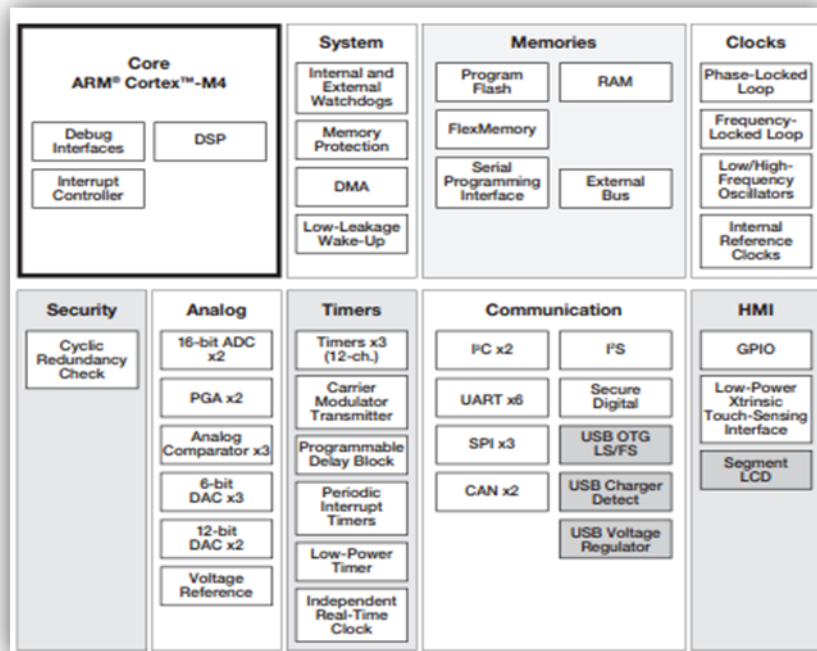 Core
ARM® Cortex™-M4
Debug
Interfaces
DSP
Interrupt
Controller
System
Internal and
External
Watchdogs
Memory
Protection
DMA
Low-Leakage
Wake-Up
Memories
Program
Flash
RAM
FlexMemory
Serial
Programming
Interface
External
Bus
Clocks
Phase-Locked
Loop
Frequency-
Locked Loop
Low/High-
Frequency
Oscillators
Internal
Reference
Clocks
Security
Cyclic
Redundancy
Check
Analog
16-bit ADC
x2
PGA x2
Analog
Comparator x3
6-bit
DAC x3
12-bit
DAC x2
Voltage
Reference
Timers
Timers x3
(12-ch.)
Carrier
Modulator
Transmitter
Programmable
Delay Block
Periodic
Interrupt
Timers
Low-Power
Timer
Independent
Real-Time
Clock
Communication
I²C x2
I²S
UART x6
Secure
Digital
SPI x3
USB OTG
LS/FS
CAN x2
USB Charger
Detect
USB Voltage
Regulator
HMI
GPIO
Low-Power
Xtrinsic
Touch-Sensing
Interface
Segment
LCD